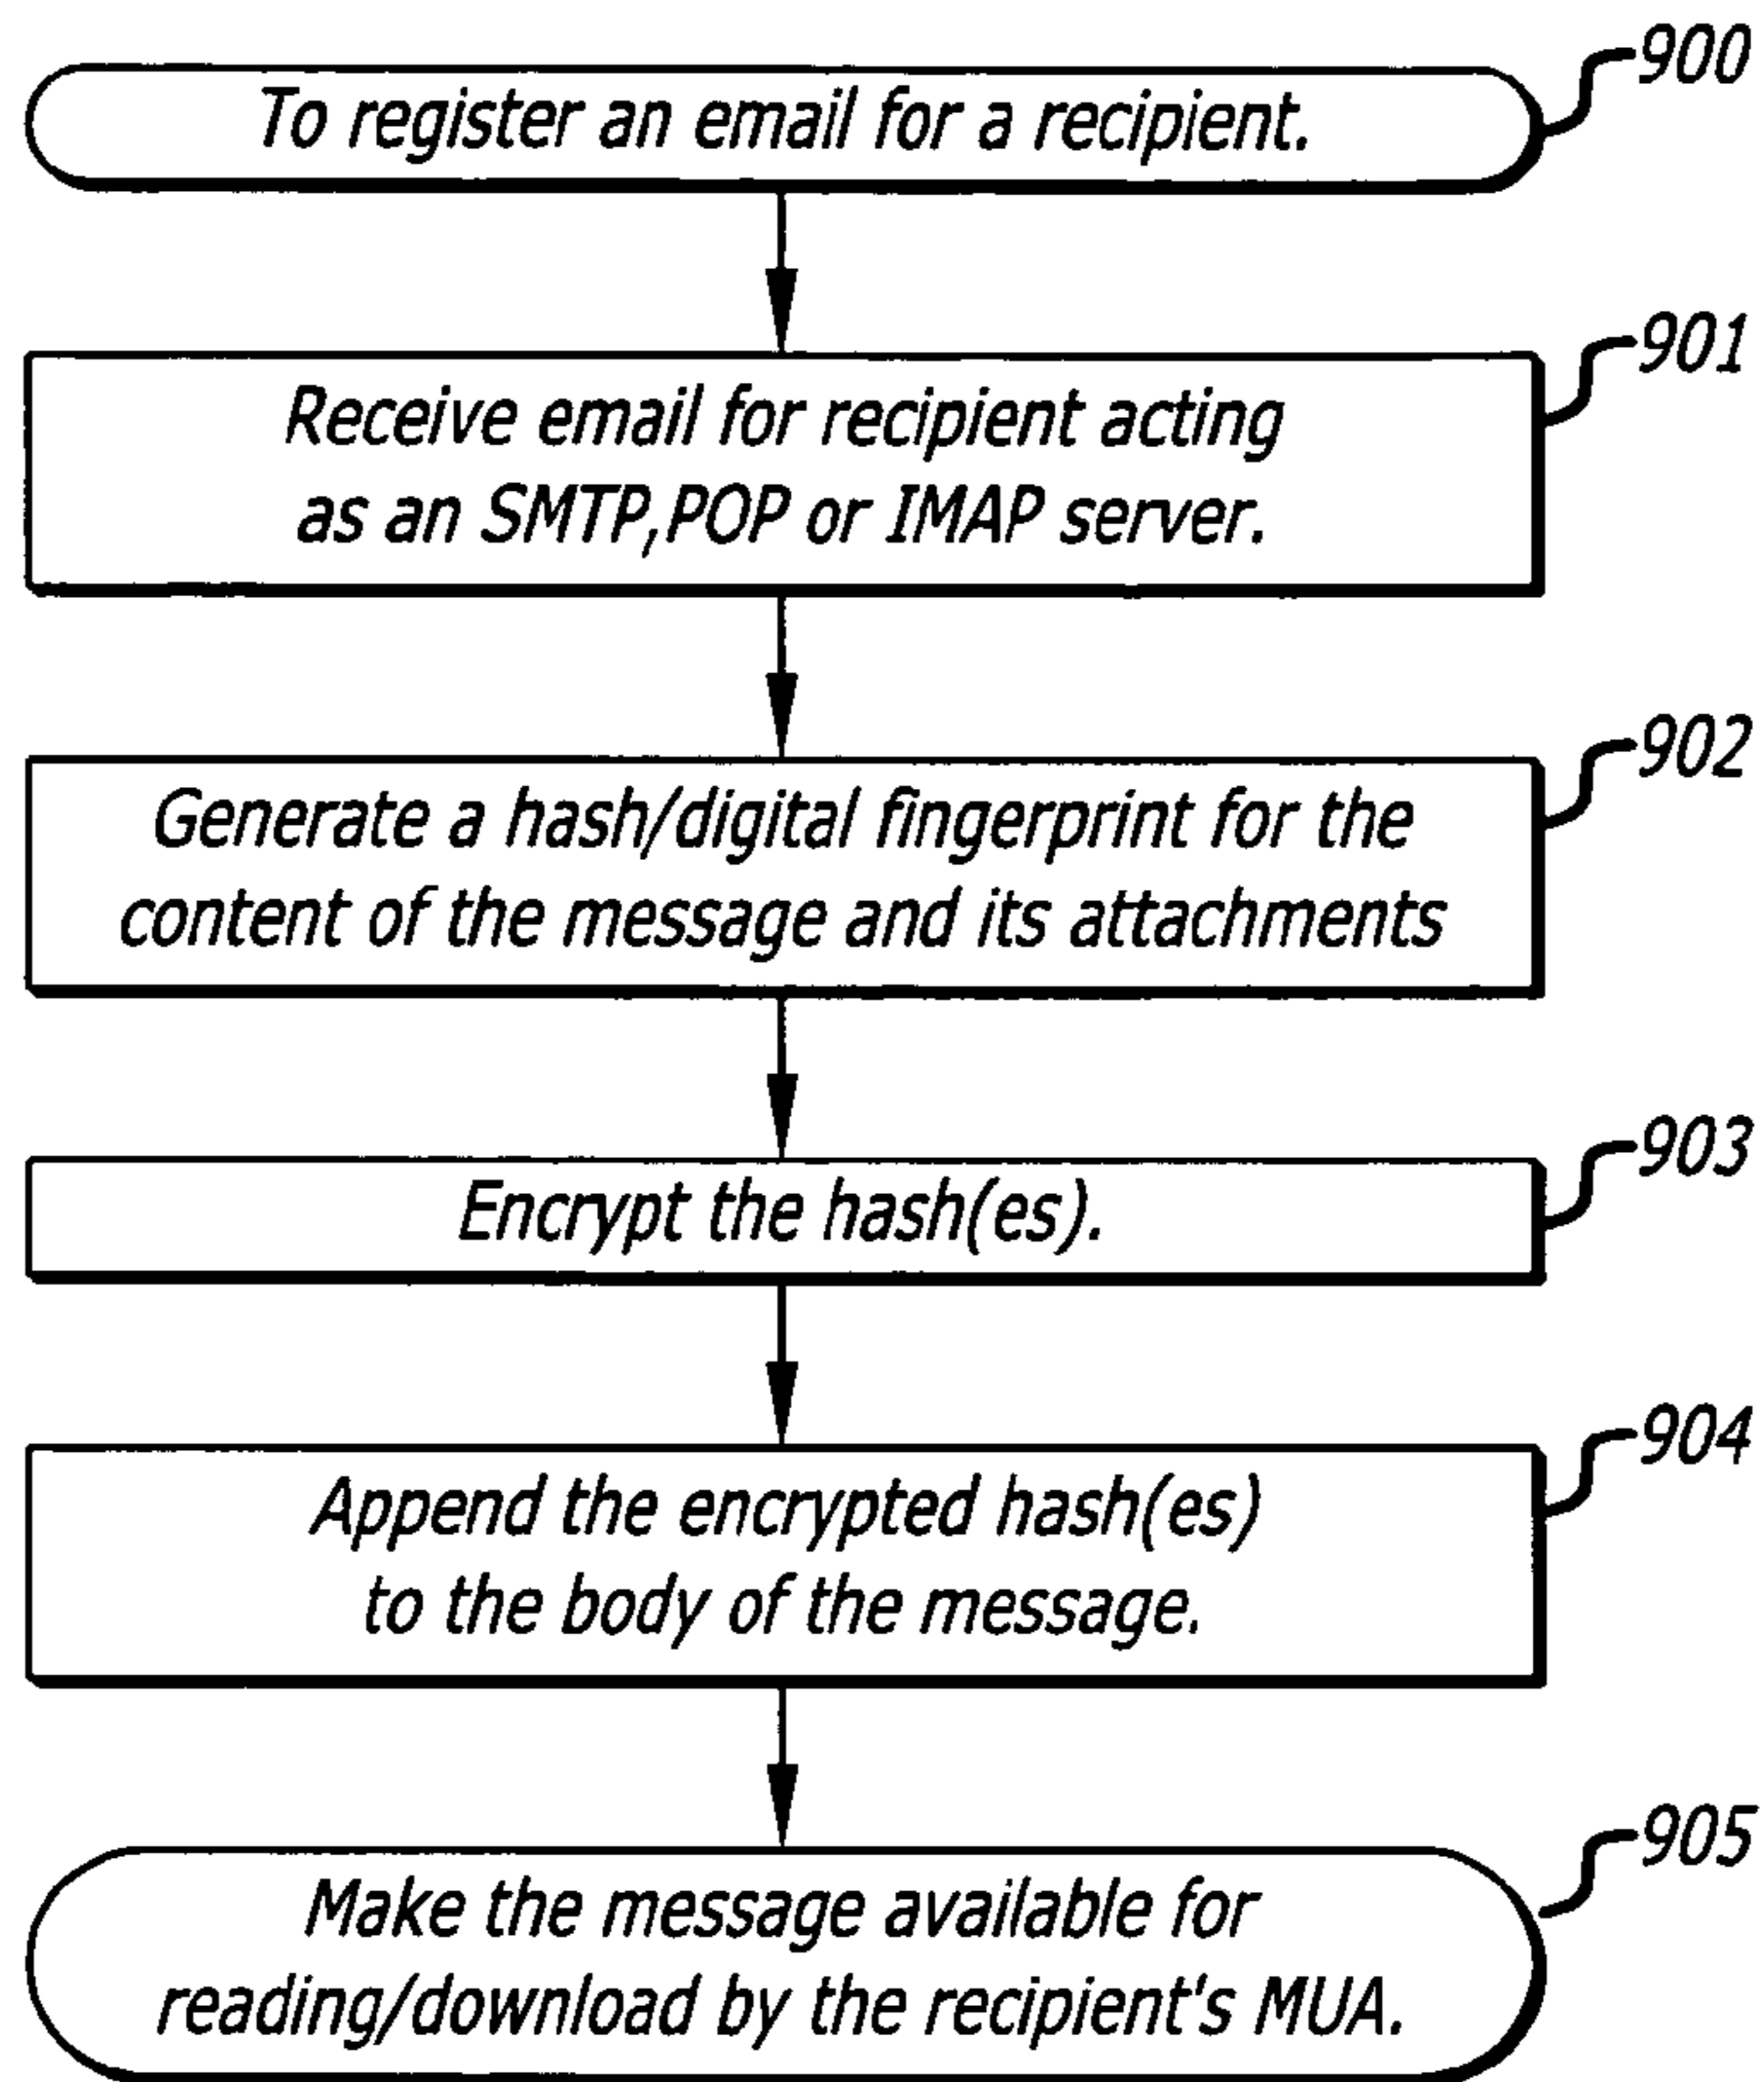 900
To register an email for a recipient.
901
Receive email for recipient acting
as an SMTP,POP or IMAP server.
902
Generate a hash/digital fingerprint for the
content of the message and its attachments
903
Encrypt the hash(es).
904
Append the encrypted hash(es)
to the body of the message.
905
Make the message available for
reading/download by the recipient's MUA.